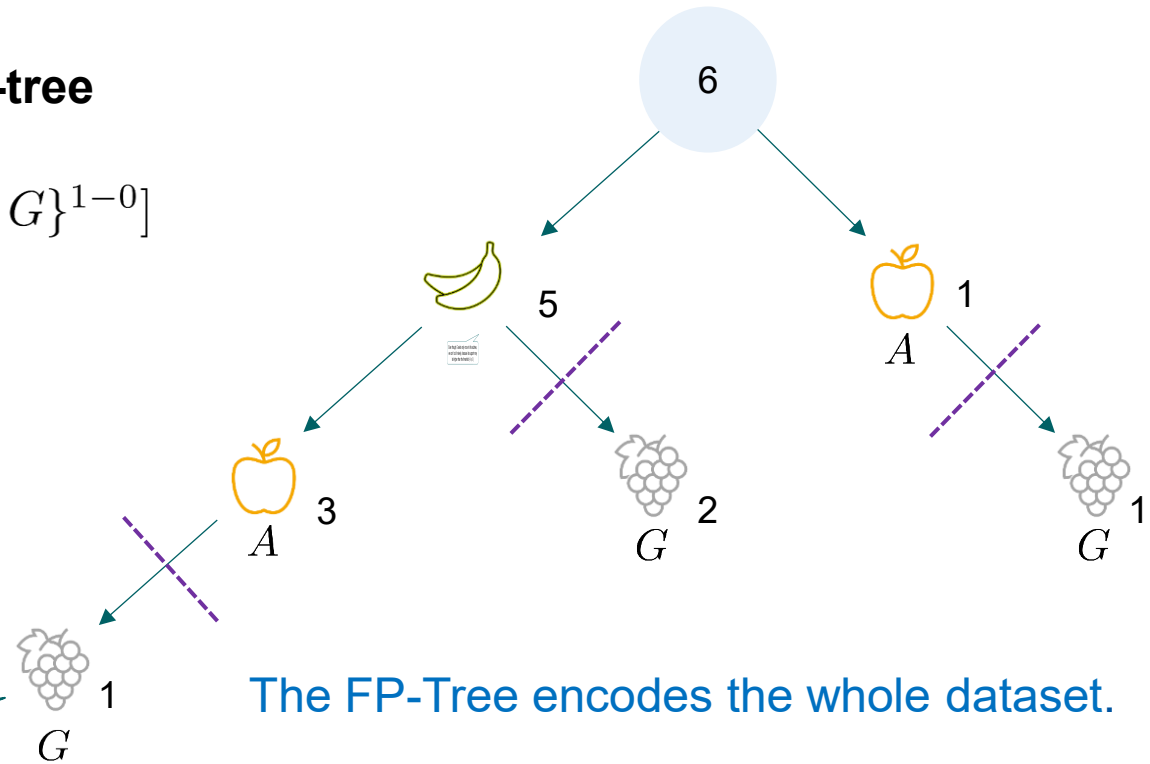 6
-tree
G}^{1−0}]
5
1
A
3
A
2
G
1
G
1
G
The FP-Tree encodes the whole dataset.